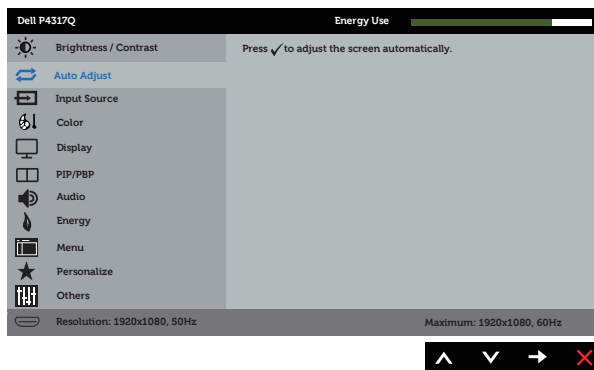 Dell P4317Q
Energy Use
Brightness / Contrast
Press ✓ to adjust the screen automatically.
Auto Adjust
Input Source
Color
Display
PIP/PBP
Audio
Energy
Menu
Personalize
Others
Resolution: 1920x1080, 50Hz
Maximum: 1920x1080, 60Hz